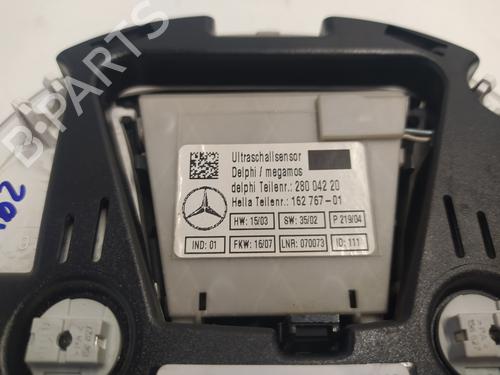 Ultraschallsensor
Delphi / megamos
delphi Teilenr.: 280 042 20
Hella Teilenr.: 162 767-01
HW: 15/03 SW: 35/02 P 219/04
IND: 01 FKW: 16/07 LNR: 070073 ID: 111
B-PARTS